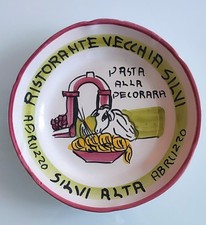 RISTORANTE VECCHIA SILVI
PASTA
ALLA
PECORARA
ABRUZZO
SILVI ALTA
ABRUZZO